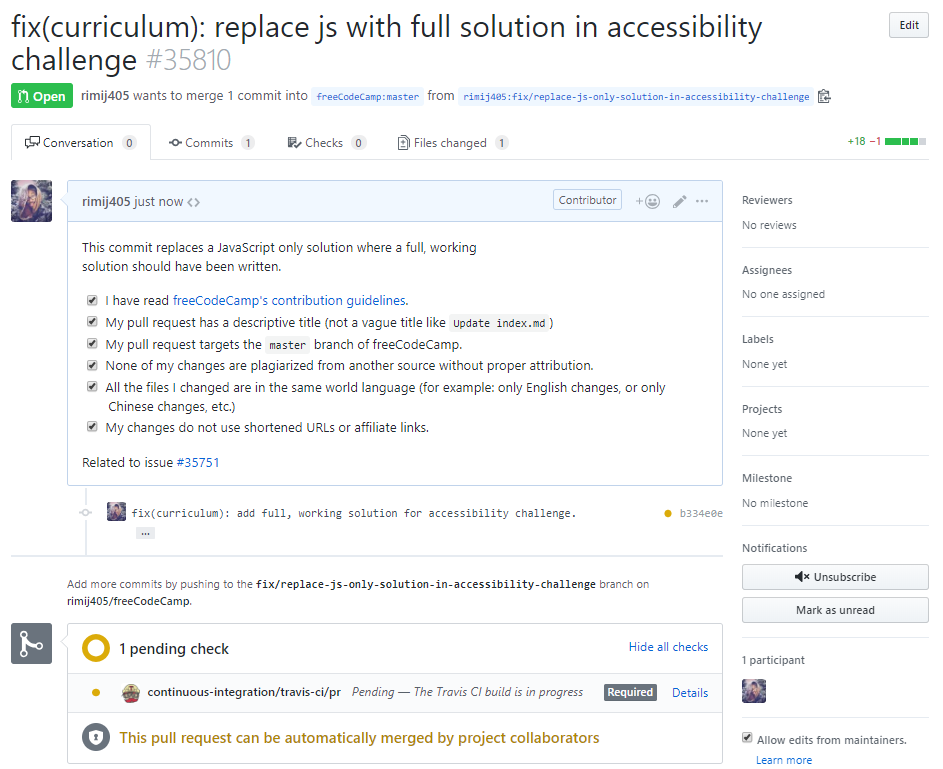 fix(curriculum): replace js with full solution in accessibility
challenge #35810
Edit
Open rimij405 wants to merge 1 commit into freeCodeCamp:master from rimij405:fix/replace-js-only-solution-in-accessibility-challenge
Conversation 0 Commits 1 Checks 0 Files changed 1 +18 −1
rimij405 just now Contributor
This commit replaces a JavaScript only solution where a full, working
solution should have been written.
I have read freeCodeCamp's contribution guidelines.
My pull request has a descriptive title (not a vague title like Update index.md )
My pull request targets the master branch of freeCodeCamp.
None of my changes are plagiarized from another source without proper attribution.
All the files I changed are in the same world language (for example: only English changes, or only
Chinese changes, etc.)
My changes do not use shortened URLs or affiliate links.
Related to issue #35751
fix(curriculum): add full, working solution for accessibility challenge. b334e0e
...
Add more commits by pushing to the fix/replace-js-only-solution-in-accessibility-challenge branch on
rimij405/freeCodeCamp.
1 pending check Hide all checks
continuous-integration/travis-ci/pr Pending — The Travis CI build is in progress Required Details
This pull request can be automatically merged by project collaborators
Reviewers
No reviews
Assignees
No one assigned
Labels
None yet
Projects
None yet
Milestone
No milestone
Notifications
Unsubscribe
Mark as unread
1 participant
Allow edits from maintainers.
Learn more